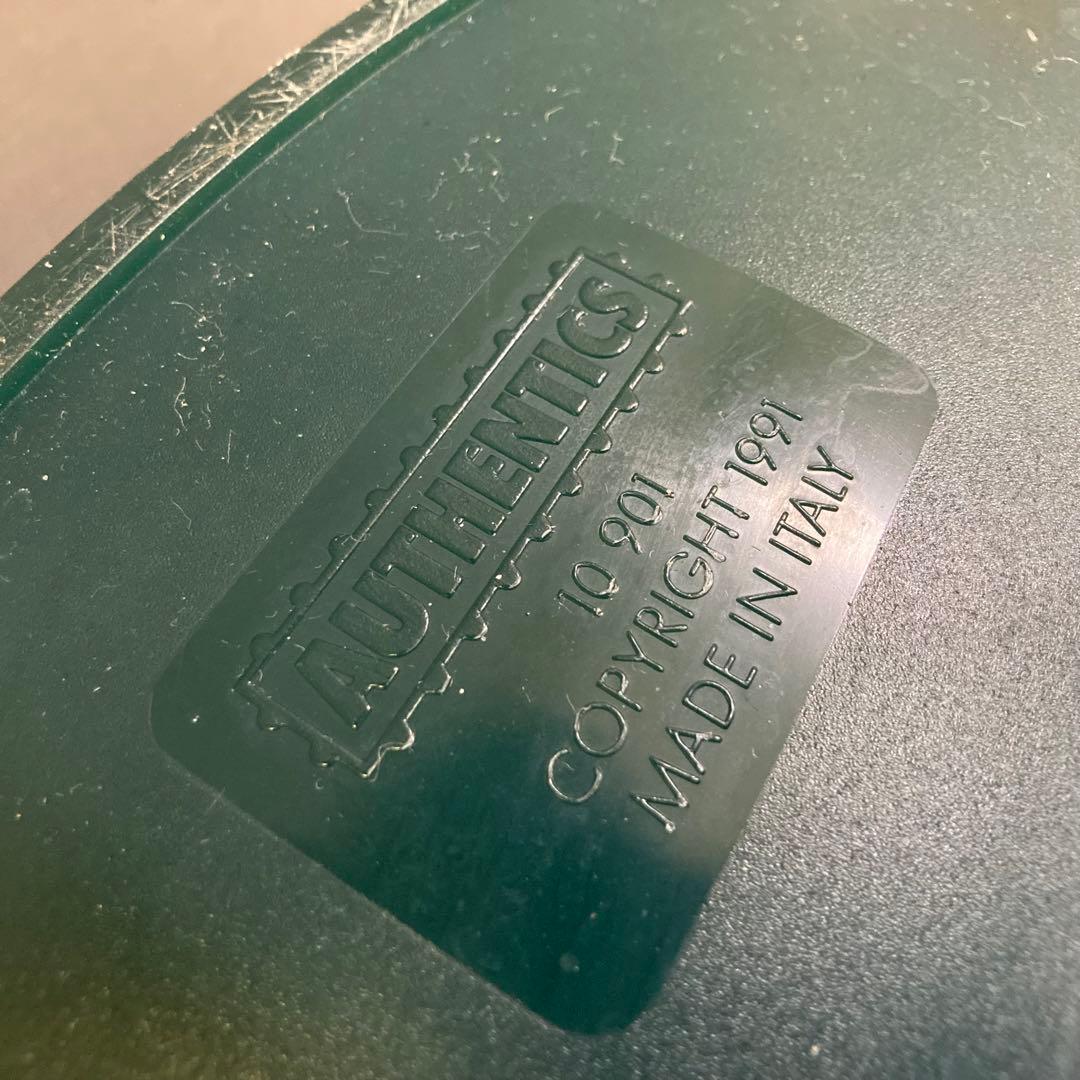 AUTHENTICS
10 901
COPYRIGHT 1991
MADE IN ITALY